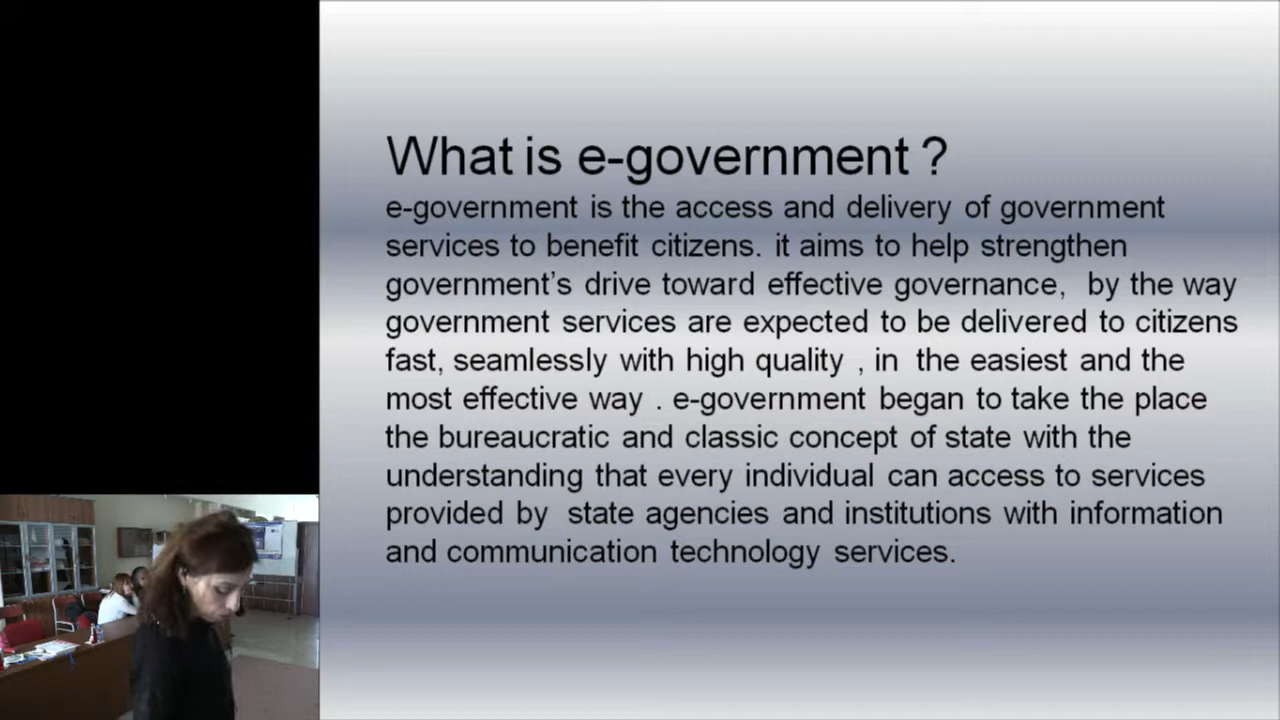 What is e-government ?
e-government is the access and delivery of government
services to benefit citizens. it aims to help strengthen
government’s drive toward effective governance, by the way
government services are expected to be delivered to citizens
fast, seamlessly with high quality , in the easiest and the
most effective way . e-government began to take the place
the bureaucratic and classic concept of state with the
understanding that every individual can access to services
provided by state agencies and institutions with information
and communication technology services.